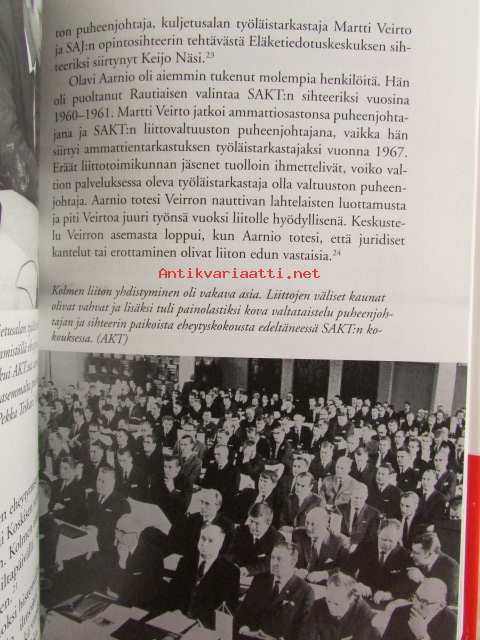 ton puheenjohtaja, kuljetusalan työläistarkastaja Martti Veirto
ja SAJ:n opintosihteerin tehtävästä Eläketiedotuskeskuksen sih-
teeriksi siirtynyt Keijo Näsi.23
Olavi Aarnio oli aiemmin tukenut molempia henkilöitä. Hän
oli puoltanut Rautiaisen valintaa SAKT:n sihteeriksi vuosina
1960–1961. Martti Veirto jatkoi ammattiosastonsa puheenjohta-
jana ja SAKT:n liittovaltuuston puheenjohtajana, vaikka hän
siirtyi ammattientarkastuksen työläistarkastajaksi vuonna 1967.
Eräät liittotoimikunnan jäsenet tuolloin ihmettelivät, voiko val-
tion palveluksessa oleva työläistarkastaja olla valtuuston puheen-
johtaja. Aarnio totesi Veirron nauttivan lahtelaisten luottamusta
ja piti Veirtoa juuri työnsä vuoksi liitolle hyödyllisenä. Keskuste-
lu Veirron asemasta loppui, kun Aarnio totesi, että juridiset
kantelut tai erottaminen olivat liiton edun vastaisia.24
Antikvariaatti.net
Kolmen liiton yhdistyminen oli vakava asia. Liittojen väliset kaunat
olivat vahvat ja lisäksi tuli painolastiksi kova valtataistelu puheenjoh-
tajan ja sihteerin paikoista eheytyskokousta edeltäneessä SAKT:n ko-
kouksessa. (AKT)